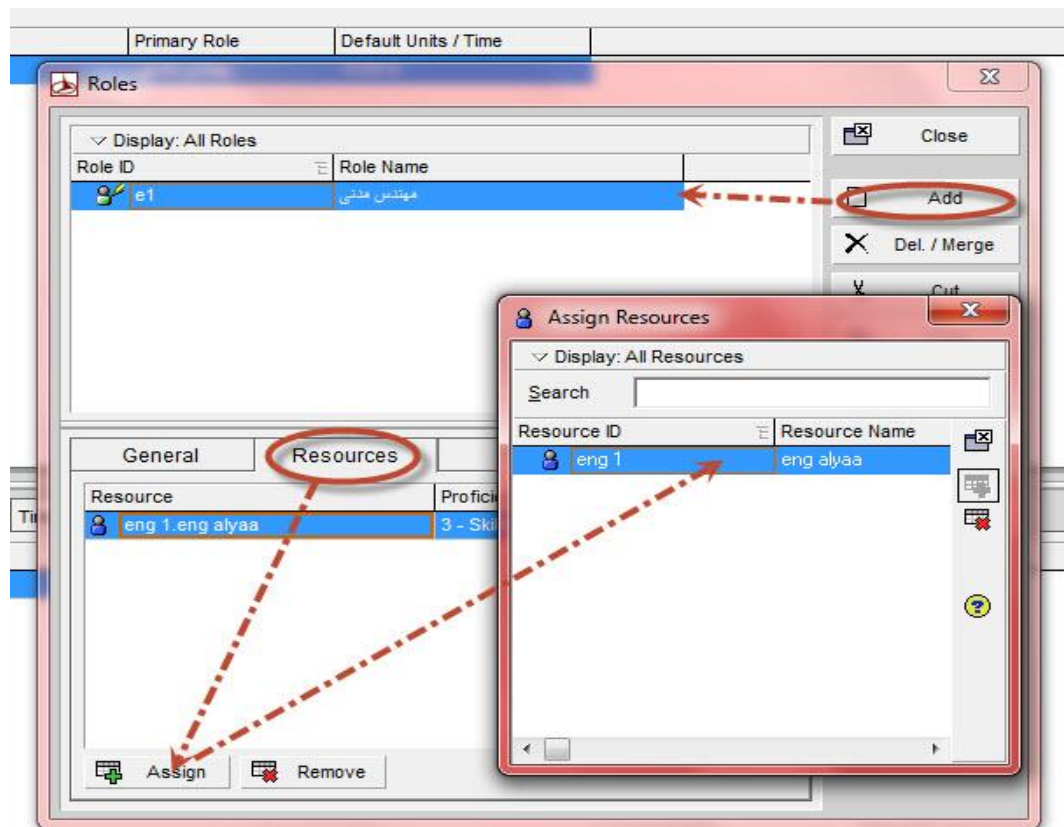 Primary Role Default Units / Time
Roles
Display: All Roles
Close
Role ID Role Name
e1 مهندس مدنى
Add
Del. / Merge
Cut
Assign Resources
Display: All Resources
Search
Resource ID Resource Name
eng 1 eng alyaa
General Resources
Resource
eng 1.eng alyaa 3 -
Assign Remove